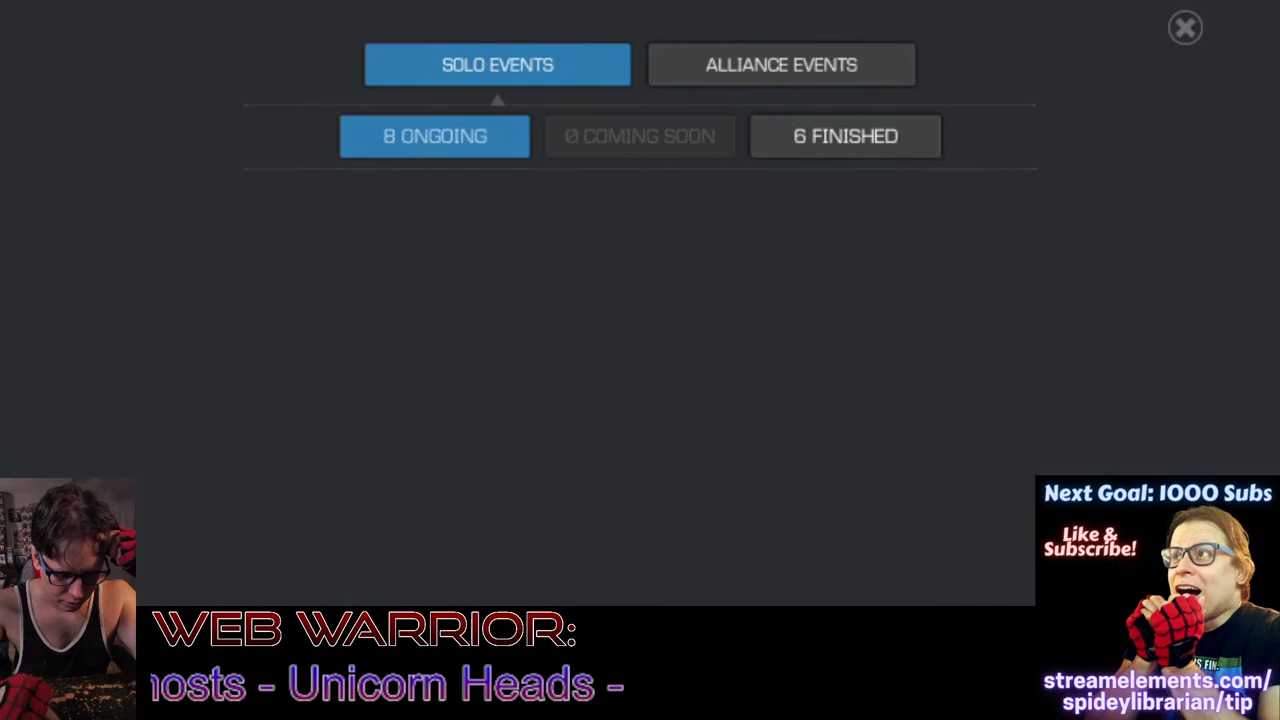 SOLO EVENTS
ALLIANCE EVENTS
8 ONGOING
0 COMING SOON
6 FINISHED
Next Goal: 1000 Subs
Like &
Subscribe!
WEB WARRIOR:
hosts - Unicorn Heads -
streamelements.com/
spideylibrarian/tip